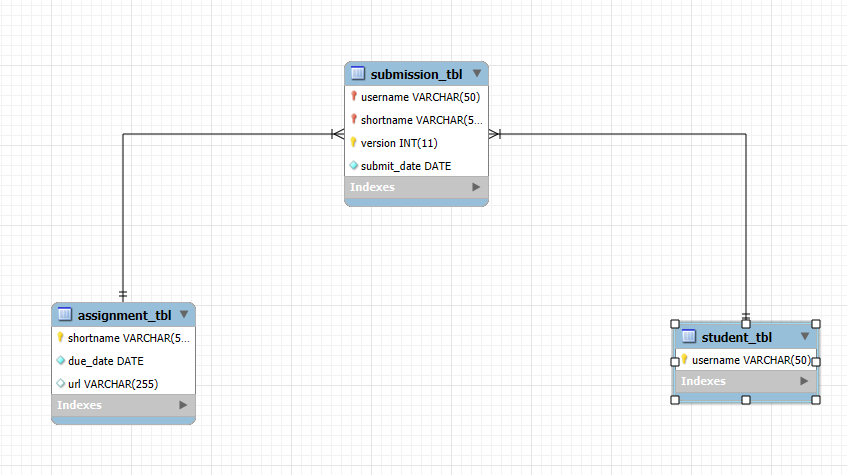 submission_tbl
username VARCHAR(50)
shortname VARCHAR(5...
version INT(11)
submit_date DATE
Indexes
assignment_tbl
shortname VARCHAR(5...
due_date DATE
url VARCHAR(255)
Indexes
student_tbl
username VARCHAR(50)
Indexes